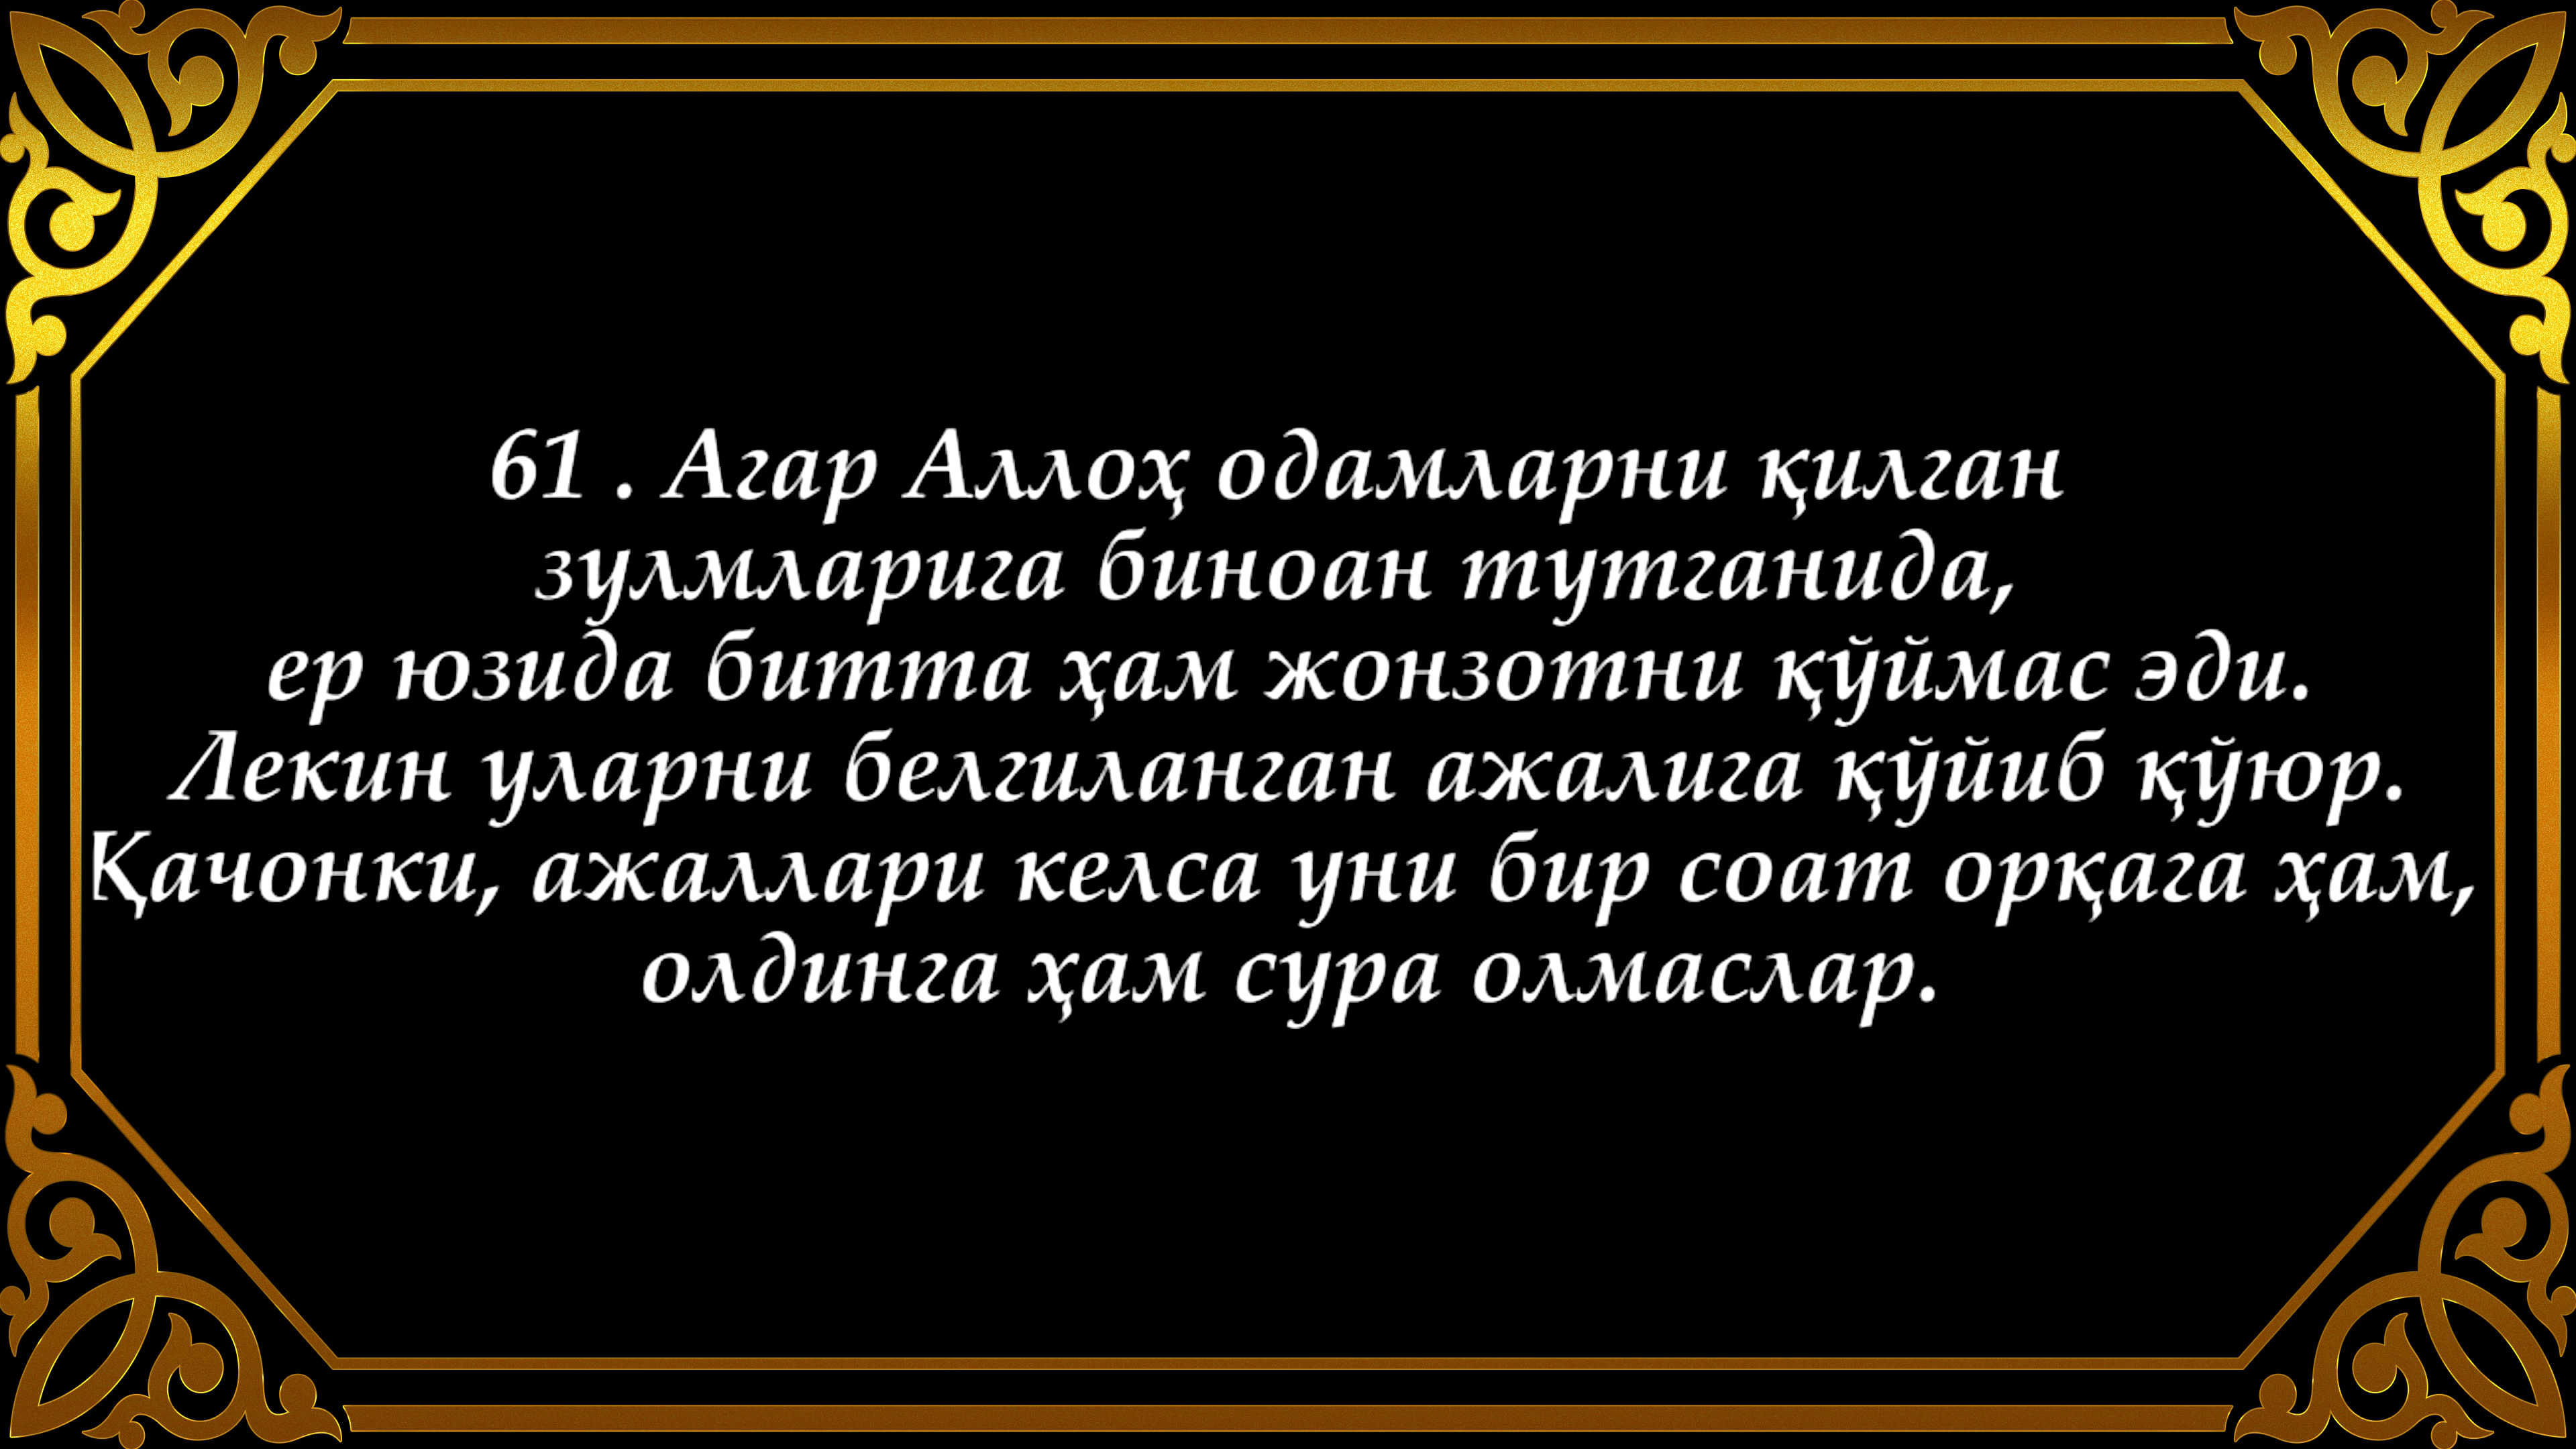 61 . Агар Аллоҳ одамларни қилган
зулмларига биноан тутганида,
ер юзида битта ҳам жонзотни қўймас эди.
Лекин уларни белгиланган ажалига қўйиб қўюр.
Қачонки, ажаллари келса уни бир соат орқага ҳам,
олдинга ҳам сура олмаслар.